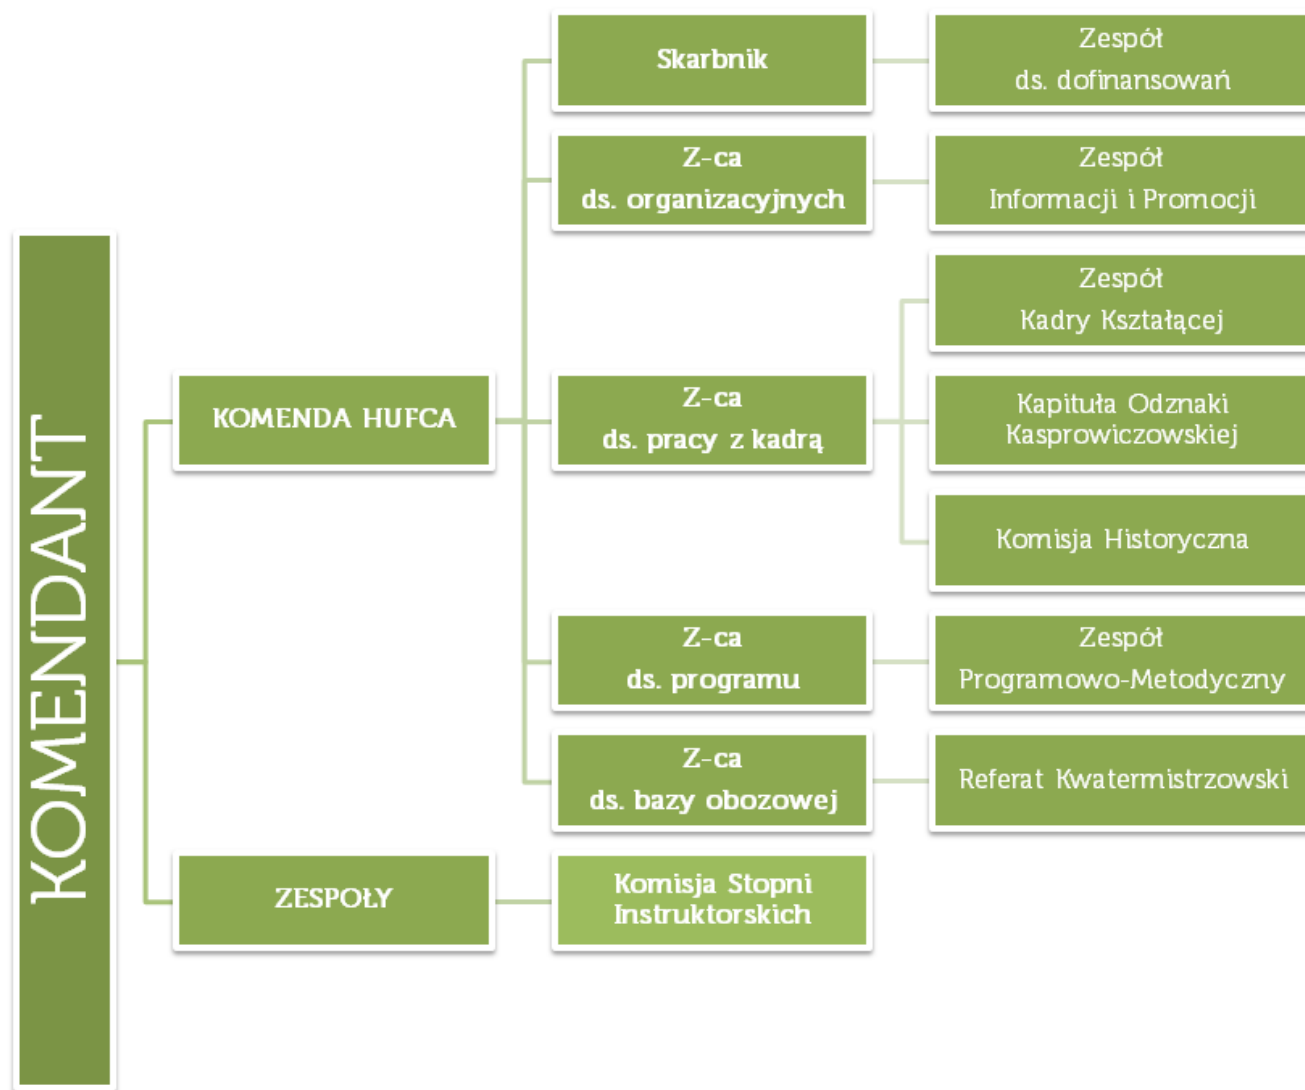 KOMENDANT
KOMENDA HUFCA
ZESPOŁY
Skarbnik
Z-ca
ds. organizacyjnych
Z-ca
ds. pracy z kadrą
Z-ca
ds. programu
Z-ca
ds. bazy obozowej
Komisja Stopni
Instruktorskich
Zespół
ds. dofinansowań
Zespół
Informacji i Promocji
Zespół
Kadry Kształącej
Kapituła Odznaki
Kasprowiczowskiej
Komisja Historyczna
Zespół
Programowo-Metodyczny
Referat Kwatermistrzowski